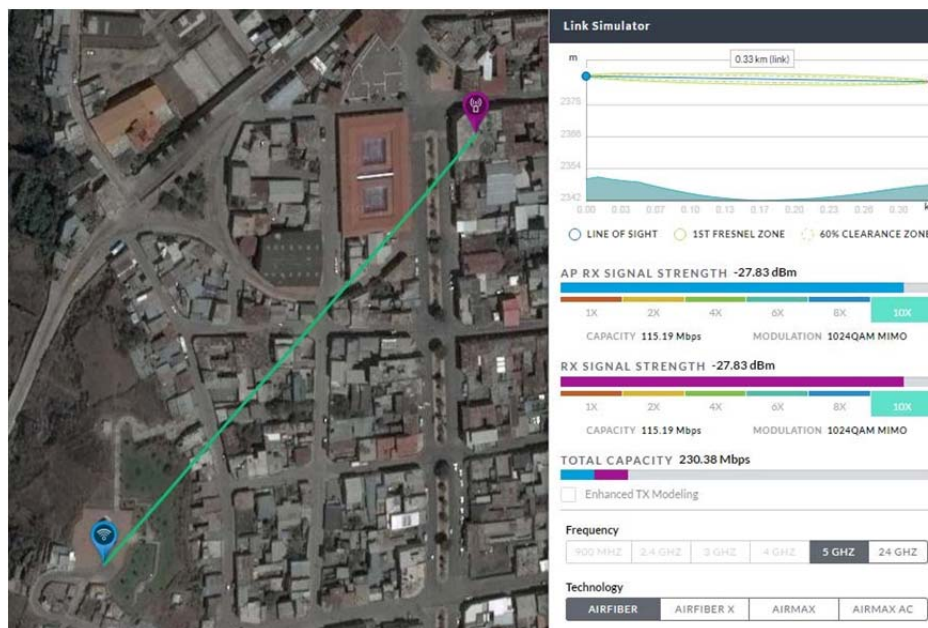 Link Simulator
m
0.33 km (link)
2375
2366
2354
2342
0.00 0.03 0.07 0.10 0.13 0.17 0.20 0.23 0.26 0.30
LINE OF SIGHT 1ST FRESNEL ZONE 60% CLEARANCE ZONE
AP RX SIGNAL STRENGTH -27.83 dBm
1X 2X 4X 6X 8X 10X
CAPACITY 115.19 Mbps MODULATION 1024QAM MIMO
RX SIGNAL STRENGTH -27.83 dBm
1X 2X 4X 6X 8X 10X
CAPACITY 115.19 Mbps MODULATION 1024QAM MIMO
TOTAL CAPACITY 230.38 Mbps
Enhanced TX Modeling
Frequency
900 MHZ 2.4 GHZ 3 GHZ 4 GHZ 5 GHZ 24 GHZ
Technology
AIRFIBER AIRFIBER X AIRMAX AIRMAX AC